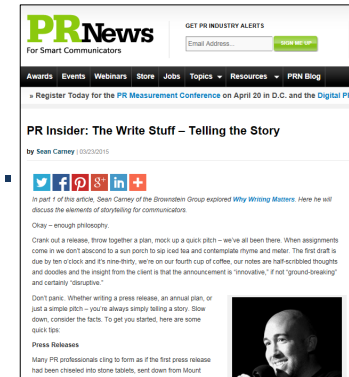 PRNews
GET PR INDUSTRY ALERTS
For Smart Communicators
Email Address...
SIGN ME UP
Awards Events Webinars Store Jobs Topics Resources PRN Blog
» Register Today for the PR Measurement Conference on April 20 in D.C. and the Digital P
PR Insider: The Write Stuff – Telling the Story
by Sean Carney | 03/23/2015
In part 1 of this article, Sean Carney of the Brownstein Group explored Why Writing Matters. Here he will
discuss the elements of storytelling for communicators.
Okay – enough philosophy.
Crank out a release, throw together a plan, mock up a quick pitch – we've all been there. When assignments
come in we don't abscond to a sun porch to sip iced tea and contemplate rhyme and meter. The first draft is
due by ten o'clock and it's nine-thirty, we're on our fourth cup of coffee, our notes are half-scribbled thoughts
and doodles and the insight from the client is that the announcement is "innovative," if not "ground-breaking"
and certainly "disruptive."
Don't panic. Whether writing a press release, an annual plan, or
just a simple pitch – you're always simply telling a story. Slow
down, consider the facts. To get you started, here are some
quick tips:
Press Releases
Many PR professionals cling to form as if the first press release
had been chiseled into stone tablets, sent down from Mount